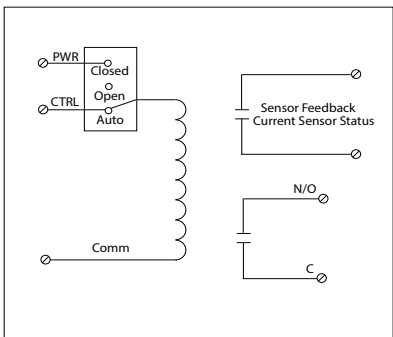 PWR
Closed
Open
CTRL
Auto
Comm
Sensor Feedback
Current Sensor Status
N/O
C